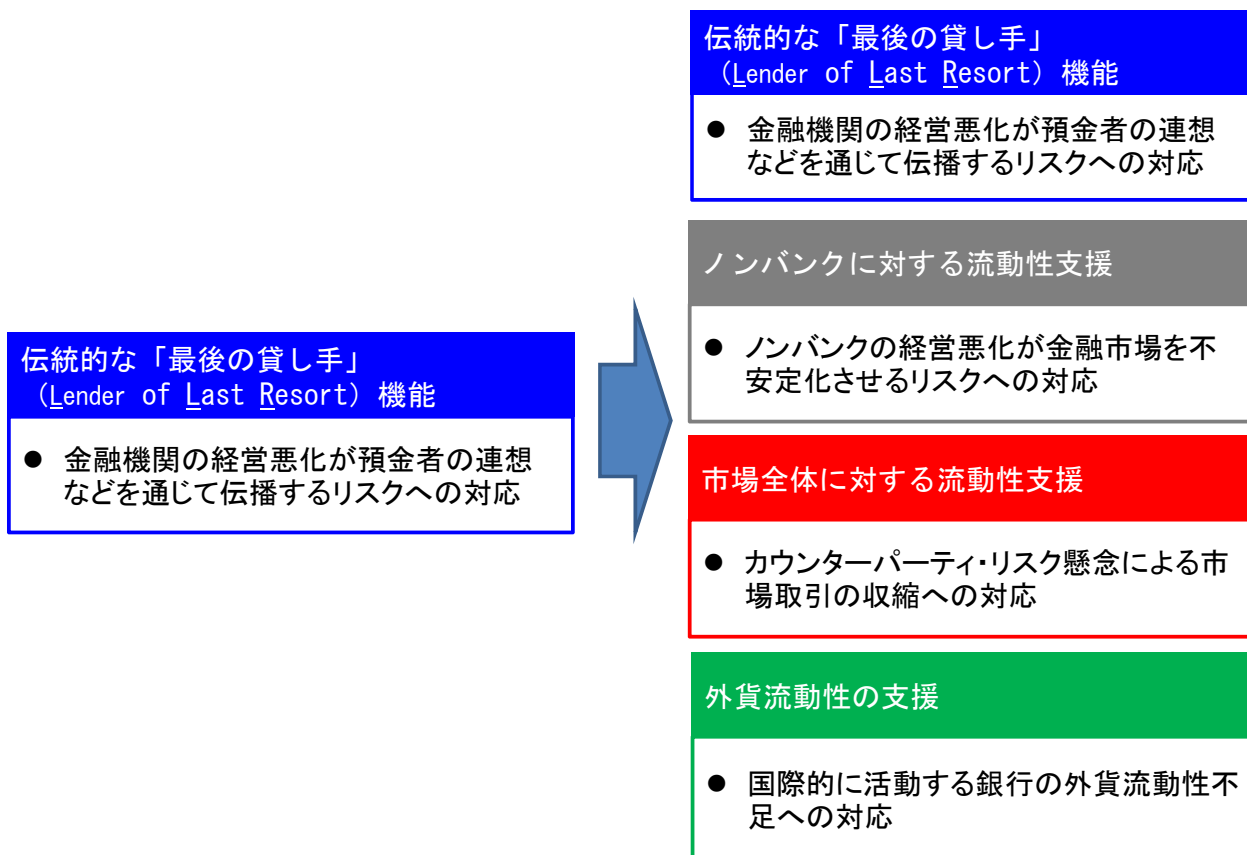 伝統的な「最後の貸し手」
（Lender of Last Resort）機能
● 金融機関の経営悪化が預金者の連想
などを通じて伝播するリスクへの対応
伝統的な「最後の貸し手」
（Lender of Last Resort）機能
● 金融機関の経営悪化が預金者の連想
などを通じて伝播するリスクへの対応
ノンバンクに対する流動性支援
● ノンバンクの経営悪化が金融市場を不
安定化させるリスクへの対応
市場全体に対する流動性支援
● カウンターパーティ・リスク懸念による市
場取引の収縮への対応
外貨流動性の支援
● 国際的に活動する銀行の外貨流動性不
足への対応